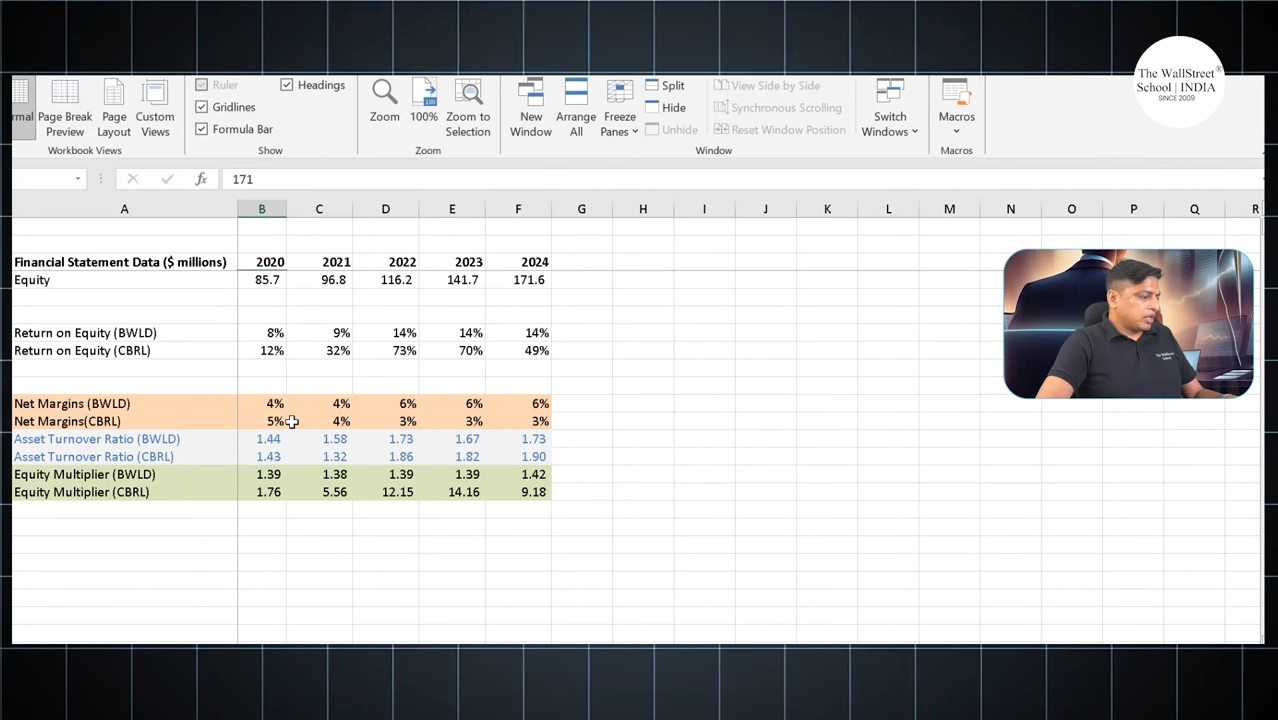 The WallStreet®
School | INDIA
SINCE 2009
Ruler
Headings
Gridlines
Formula Bar
Page Break
Preview
Page
Layout
Custom
Views
Workbook Views
Show
Zoom
100%
Zoom to
Selection
Zoom
New
Window
Arrange
All
Freeze
Panes
Split
Hide
Unhide
View Side by Side
Synchronous Scrolling
Reset Window Position
Window
Switch
Windows
Macros
Macros
fx 171
A B C D E F G H I J K L M N O P Q R
Financial Statement Data ($ millions) 2020 2021 2022 2023 2024
Equity 85.7 96.8 116.2 141.7 171.6
Return on Equity (BWLD) 8% 9% 14% 14% 14%
Return on Equity (CBRL) 12% 32% 73% 70% 49%
Net Margins (BWLD) 4% 4% 6% 6% 6%
Net Margins(CBRL) 5% 4% 3% 3% 3%
Asset Turnover Ratio (BWLD) 1.44 1.58 1.73 1.67 1.73
Asset Turnover Ratio (CBRL) 1.43 1.32 1.86 1.82 1.90
Equity Multiplier (BWLD) 1.39 1.38 1.39 1.39 1.42
Equity Multiplier (CBRL) 1.76 5.56 12.15 14.16 9.18